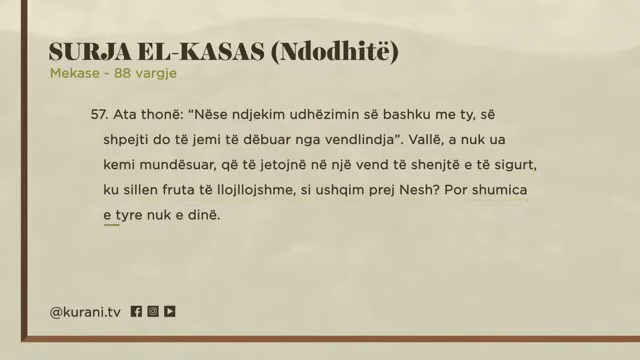 SURJA EL-KASAS (Ndodhitë)
Mekase - 88 vargje
57. Ata thonë: “Nëse ndjekim udhëzimin së bashku me ty, së
shpejti do të jemi të dëbuar nga vendlindja”. Vallë, a nuk ua
kemi mundësuar, që të jetojnë në një vend të shenjtë e të sigurt,
ku sillen fruta të llojllojshme, si ushqim prej Nesh? Por shumica
e tyre nuk e dinë.
@kurani.tv